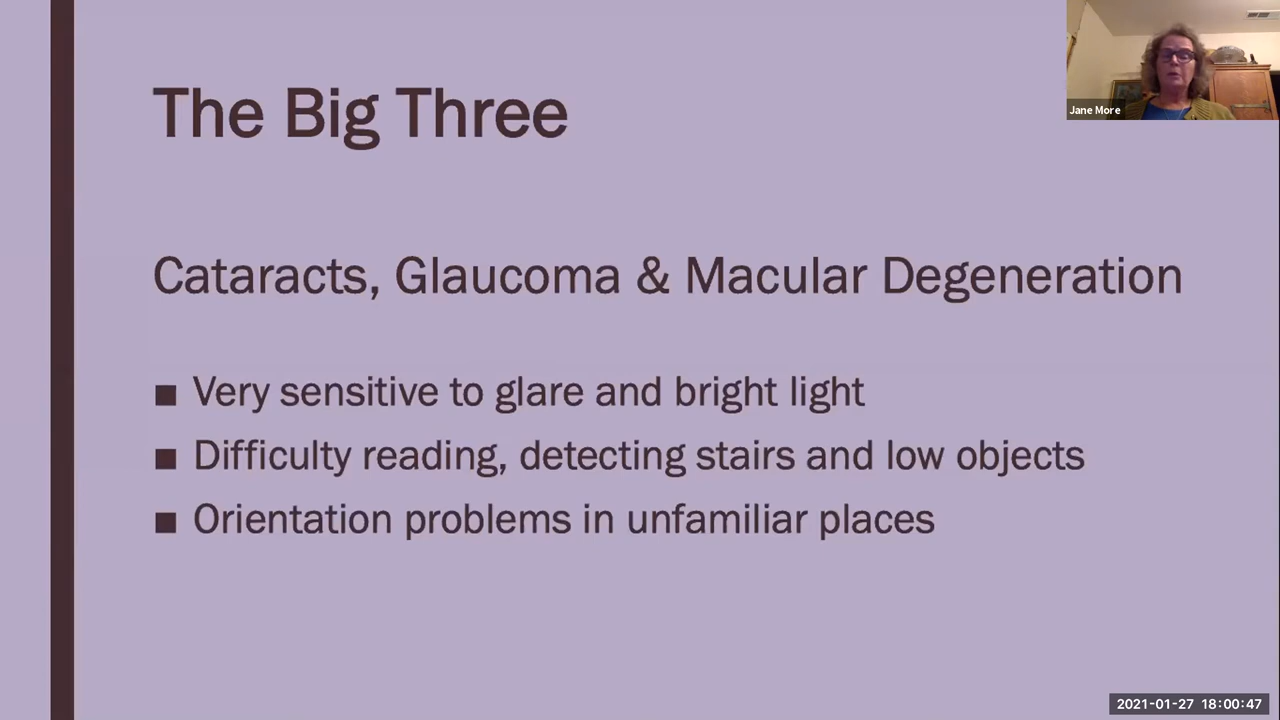 The Big Three
Jane More
Cataracts, Glaucoma & Macular Degeneration
■ Very sensitive to glare and bright light
■ Difficulty reading, detecting stairs and low objects
■ Orientation problems in unfamiliar places
2021-01-27 18:00:47